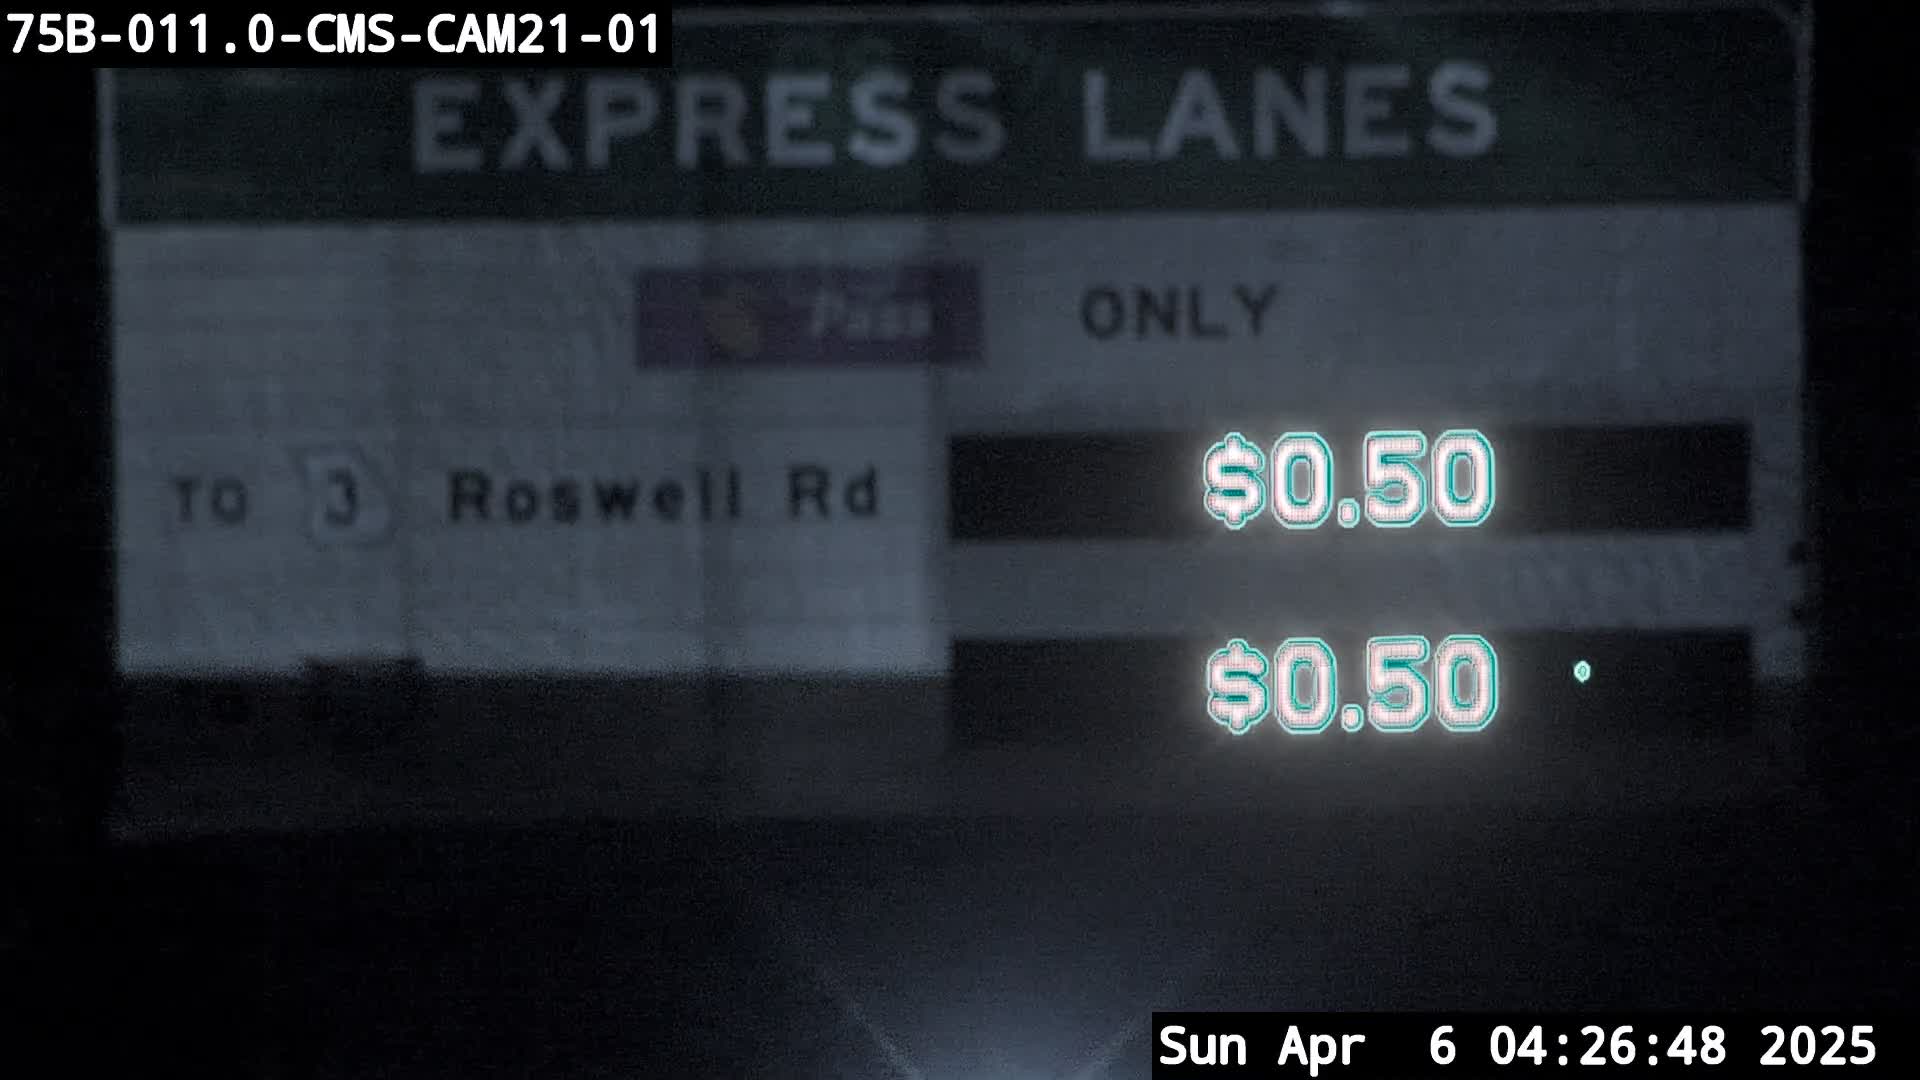 75B-011.0-CMS-CAM21-01
EXPRESS LANES
Pass ONLY
TO 3 Roswell Rd $0.50
$0.50
Sun Apr 6 04:26:48 2025